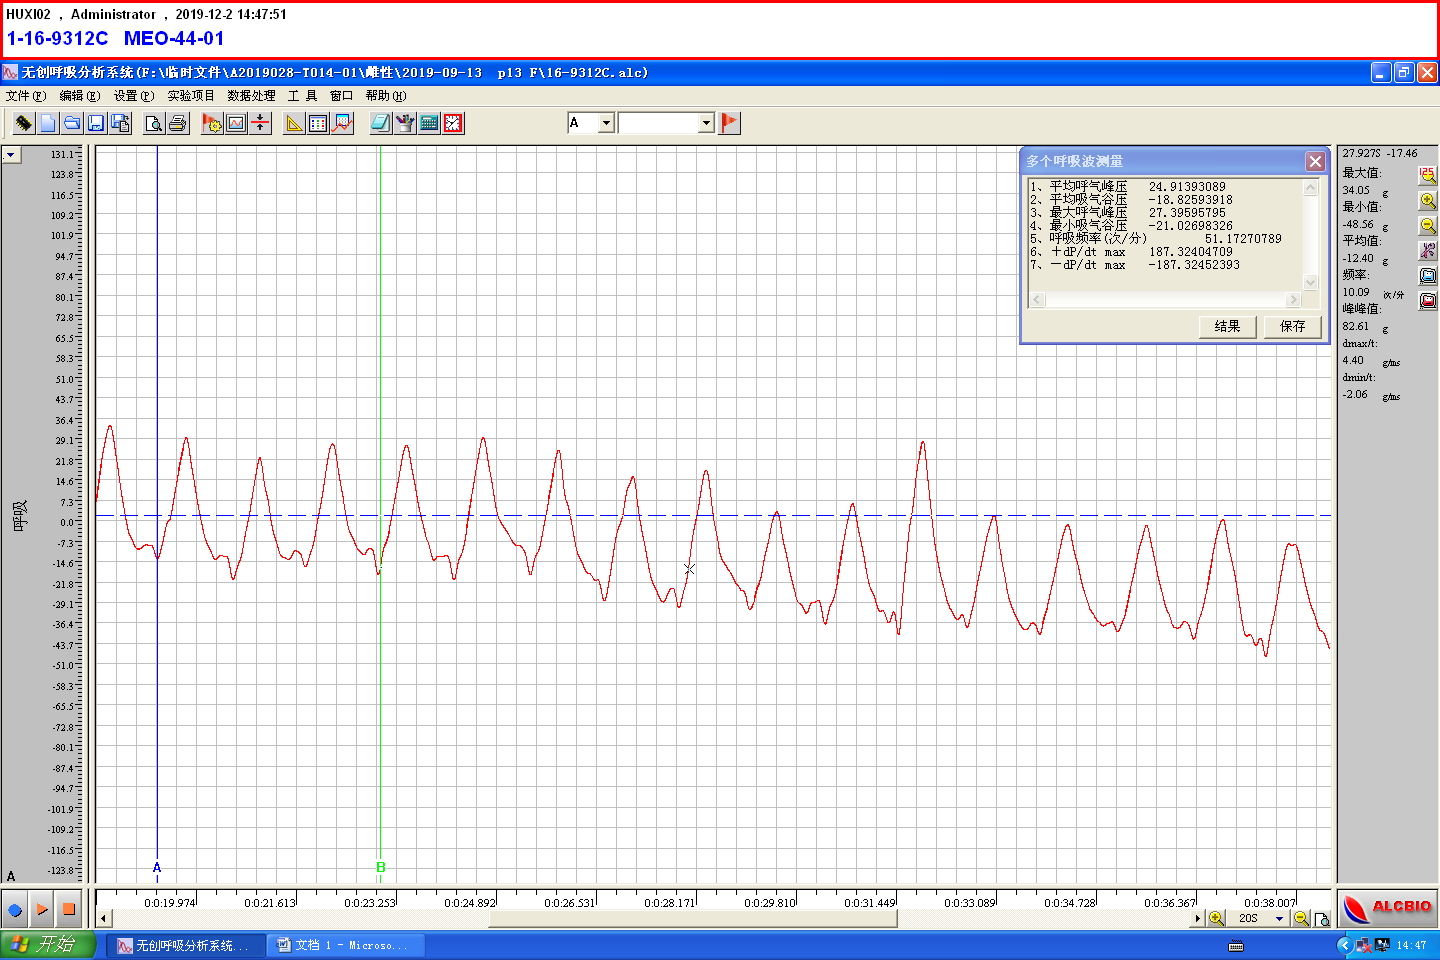 HUXI02 , Administrator , 2019-12-2 14:47:51
1-16-9312C MEO-44-01
无创呼吸分析系统(F:\临时文件\A2019028-T014-01\雌性\2019-09-13 p13 F\16-9312C.alc)
文件(F) 编辑(E) 设置(P) 实验项目 数据处理 工 具 窗口 帮助(H)
A
131.1
123.8
116.5
109.2
101.9
94.7
87.4
80.1
72.8
65.5
58.3
51.0
43.7
36.4
29.1
21.8
14.6
7.3
0.0
-7.3
-14.6
-21.8
-29.1
-36.4
-43.7
-51.0
-58.3
-65.5
-72.8
-80.1
-87.4
-94.7
-101.9
-109.2
-116.5
-123.8
呼吸
A
A
B
多个呼吸波测量
1、平均呼气峰压 24.91393089
2、平均吸气谷压 -18.82593918
3、最大呼气峰压 27.39595795
4、最小吸气谷压 -21.02698326
5、呼吸频率(次/分) 51.17270789
6、＋dP/dt max 187.32404709
7、－dP/dt max -187.32452393
结果 保存
27.927S -17.46
最大值:
34.05 g
最小值:
-48.56 g
平均值:
-12.40 g
频率:
10.09 次/分
峰峰值:
82.61 g
dmax/t:
4.40 g/ms
dmin/t:
-2.06 g/ms
125
0:0:19.974 0:0:21.613 0:0:23.253 0:0:24.892 0:0:26.531 0:0:28.171 0:0:29.810 0:0:31.449 0:0:33.089 0:0:34.728 0:0:36.367 0:0:38.007
20S
ALCBIO
开始 无创呼吸分析系统... 文档 1 - Microso... 14:47